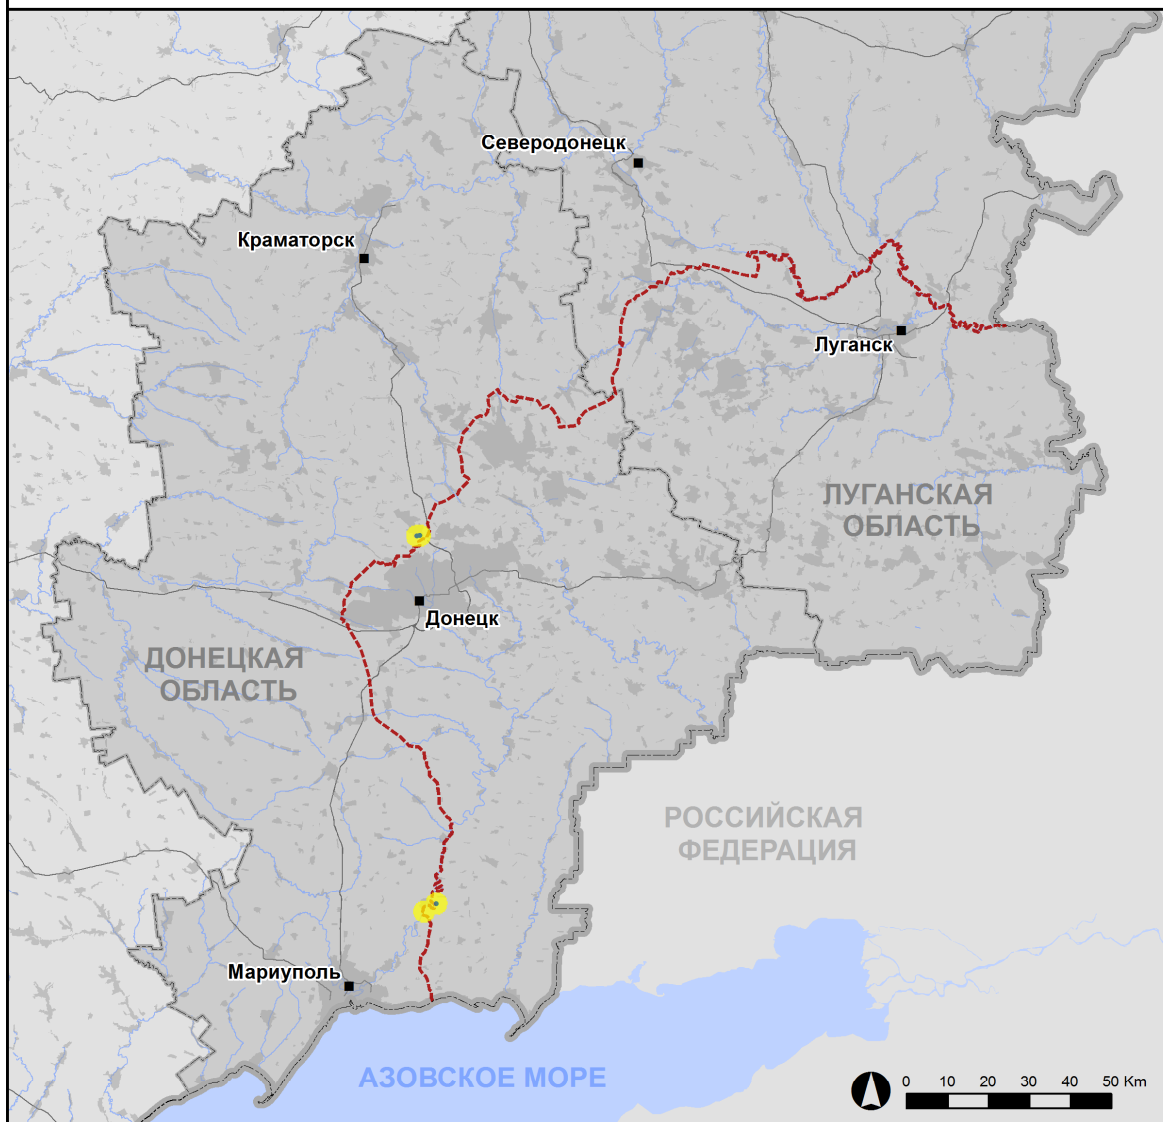 Северодонецк
Краматорск
Луганск
ЛУГАНСКАЯ
ОБЛАСТЬ
Донецк
ДОНЕЦКАЯ
ОБЛАСТЬ
РОССИЙСКАЯ
ФЕДЕРАЦИЯ
Мариуполь
АЗОВСКОЕ МОРЕ
0 10 20 30 40 50 Км